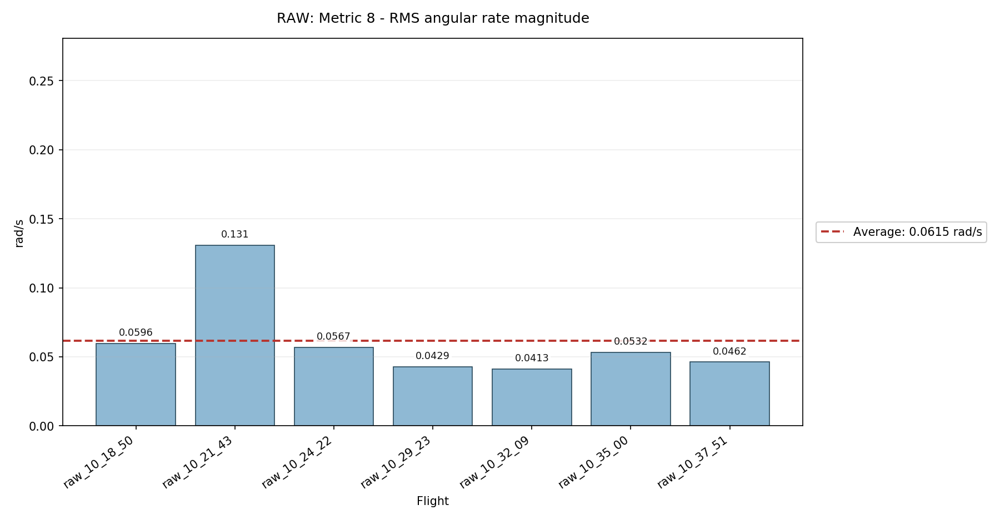 RAW: Metric 8 - RMS angular rate magnitude
rad/s
0.25
0.20
0.15
0.10
0.05
0.00
0.0596
0.131
0.0567
0.0429
0.0413
0.0532
0.0462
Average: 0.0615 rad/s
raw_10_18_50
raw_10_21_43
raw_10_24_22
raw_10_29_23
raw_10_32_09
raw_10_35_00
raw_10_37_51
Flight